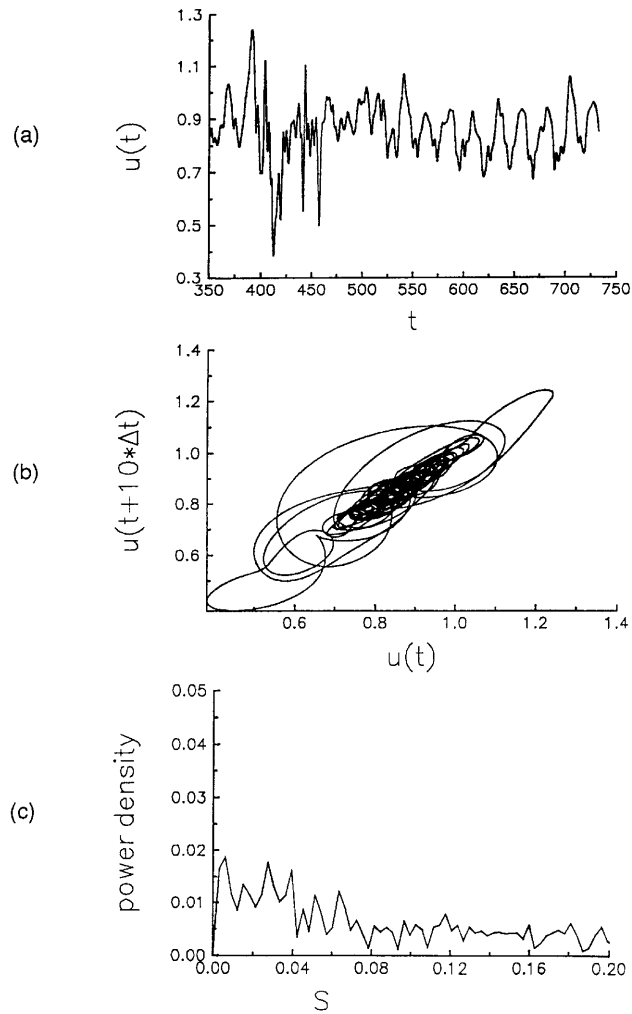 (a)
u(t)
1.3
1.1
0.9
0.7
0.5
0.3
350 400 450 500 550 600 650 700 750
t
(b)
u(t+10*Δt)
1.4
1.2
1.0
0.8
0.6
0.6 0.8 1.0 1.2 1.4
u(t)
(c)
power density
0.05
0.04
0.03
0.02
0.01
0.00
0.00 0.04 0.08 0.12 0.16 0.20
S